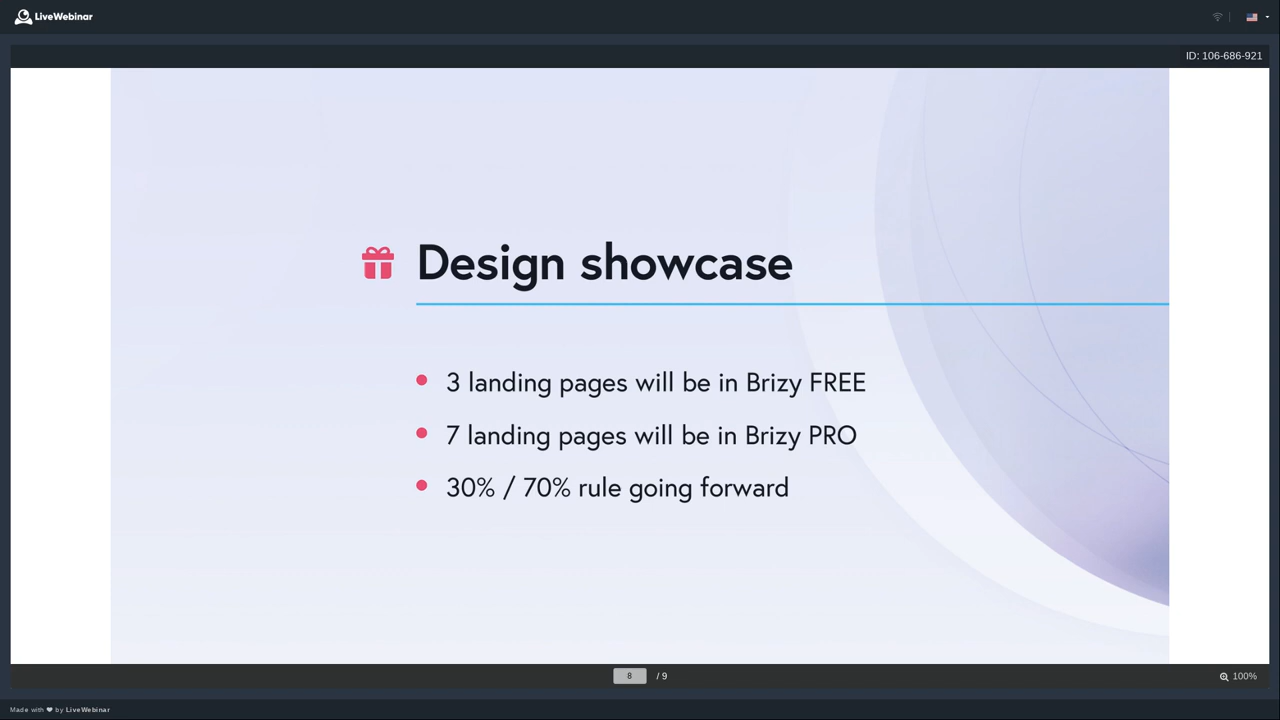 LiveWebinar
ID: 106-686-921
Design showcase
3 landing pages will be in Brizy FREE
7 landing pages will be in Brizy PRO
30% / 70% rule going forward
8 / 9
100%
Made with ❤ by LiveWebinar